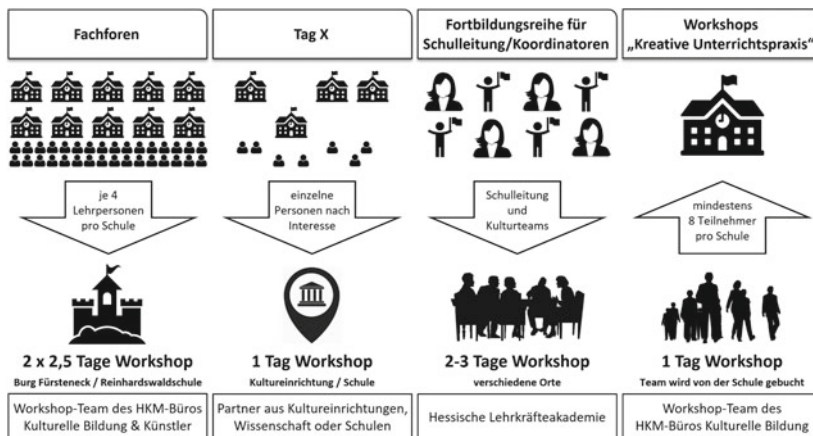 Fachforen
je 4
Lehrpersonen
pro Schule
2 x 2,5 Tage Workshop
Burg Fürsteneck / Reinhardswaldschule
Workshop-Team des HKM-Büros
Kulturelle Bildung & Künstler
Tag X
einzelne
Personen nach
Interesse
1 Tag Workshop
Kultureinrichtung / Schule
Partner aus Kultureinrichtungen,
Wissenschaft oder Schulen
Fortbildungsreihe für
Schulleitung/Koordinatoren
Schulleitung
und
Kulturteams
2-3 Tage Workshop
verschiedene Orte
Hessische Lehrkräfteakademie
Workshops
„Kreative Unterrichtspraxis“
mindestens
8 Teilnehmer
pro Schule
1 Tag Workshop
Team wird von der Schule gebucht
Workshop-Team des
HKM-Büros Kulturelle Bildung